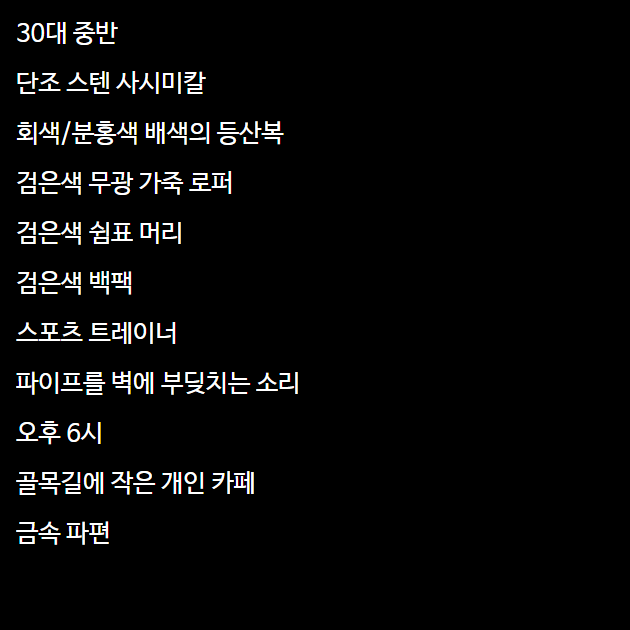 30대 중반
단조 스텐 사시미칼
회색/분홍색 배색의 등산복
검은색 무광 가죽 로퍼
검은색 쉼표 머리
검은색 백팩
스포츠 트레이너
파이프를 벽에 부딪치는 소리
오후 6시
골목길에 작은 개인 카페
금속 파편